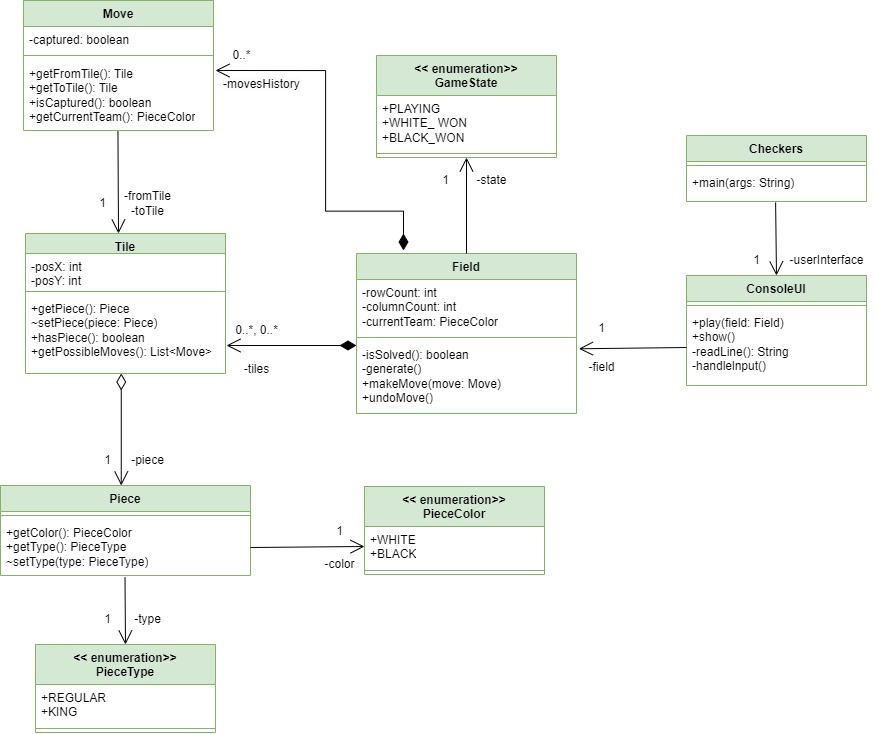 Move
-captured: boolean
+getFromTile(): Tile
+getToTile(): Tile
+isCaptured(): boolean
+getCurrentTeam(): PieceColor
0..*
-movesHistory
<< enumeration>>
GameState
+PLAYING
+WHITE_ WON
+BLACK_WON
1
-state
Checkers
+main(args: String)
1
-userInterface
1
-fromTile
-toTile
Tile
-posX: int
-posY: int
+getPiece(): Piece
~setPiece(piece: Piece)
+hasPiece(): boolean
+getPossibleMoves(): List<Move>
0..*, 0..*
-tiles
Field
-rowCount: int
-columnCount: int
-currentTeam: PieceColor
-isSolved(): boolean
-generate()
+makeMove(move: Move)
+undoMove()
1
-field
ConsoleUI
+play(field: Field)
+show()
-readLine(): String
-handleInput()
1
-piece
Piece
+getColor(): PieceColor
+getType(): PieceType
~setType(type: PieceType)
1
-color
<< enumeration>>
PieceColor
+WHITE
+BLACK
1
-type
<< enumeration>>
PieceType
+REGULAR
+KING